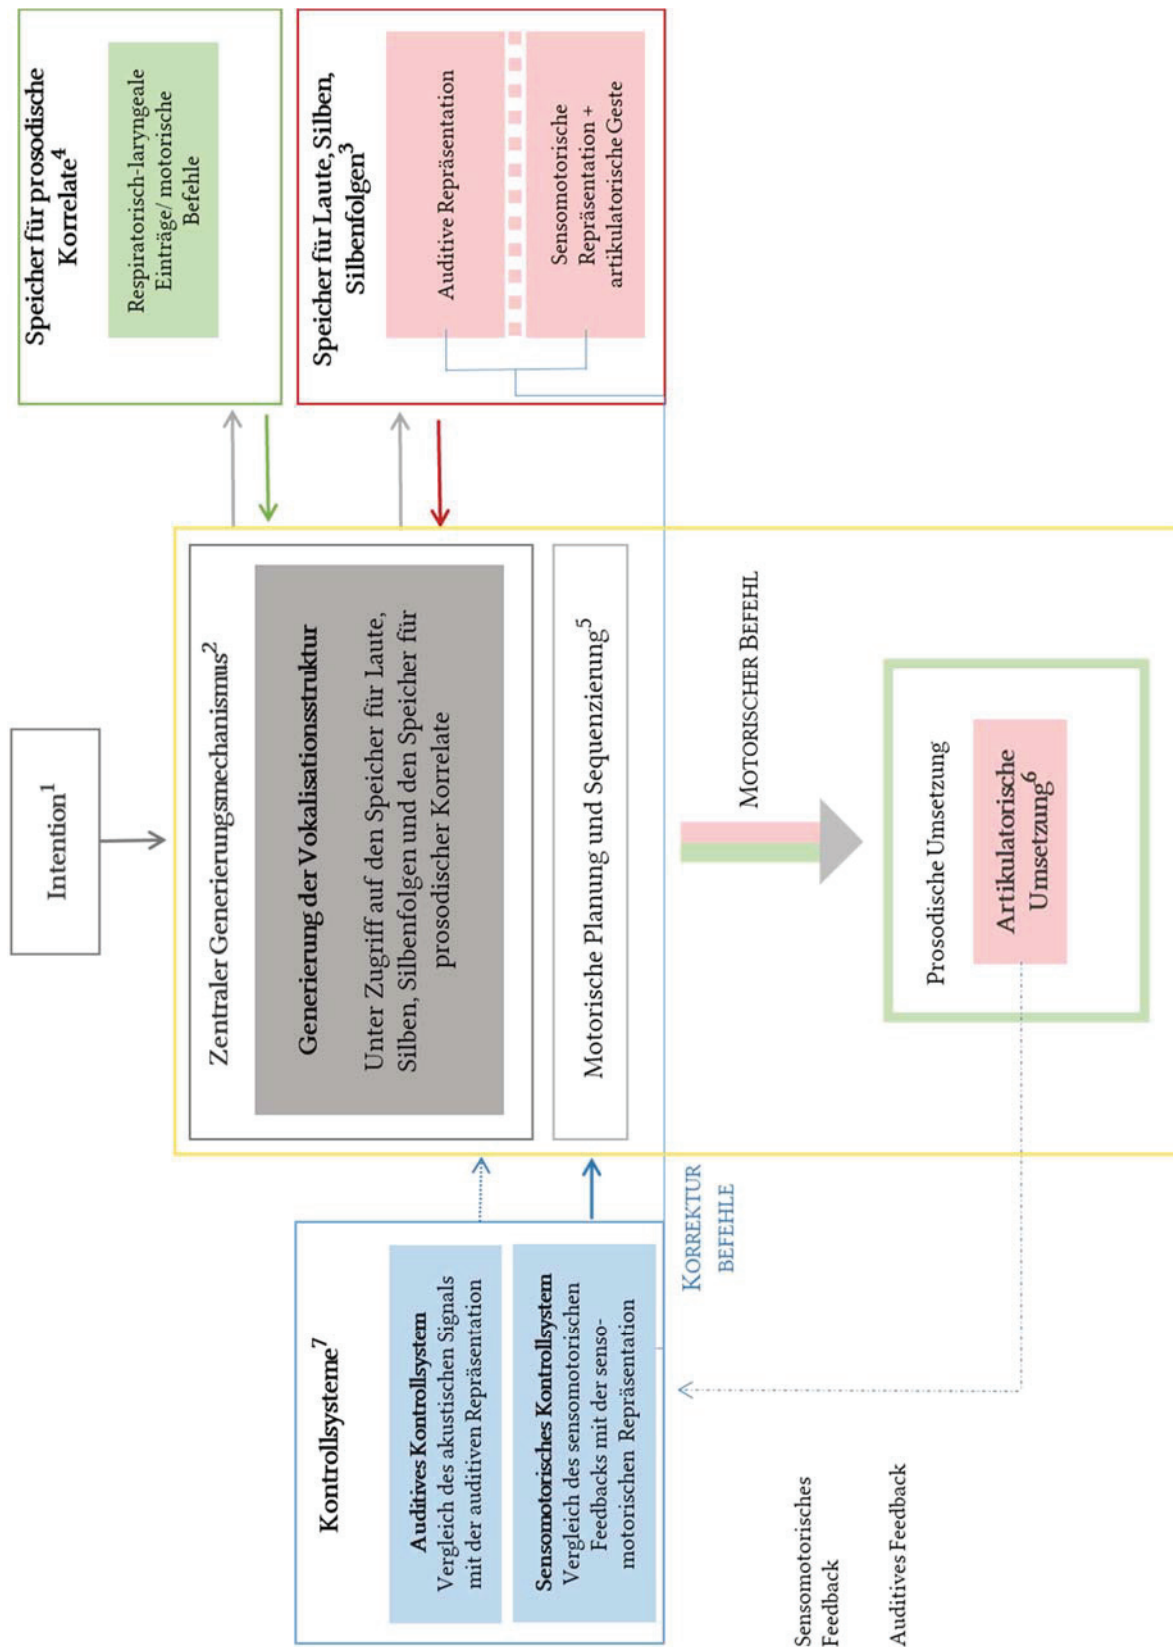 Intention1
Kontrollsysteme7
Auditives Kontrollsystem
Vergleich des akustischen Signals
mit der auditiven Repräsentation
Sensomotorisches Kontrollsystem
Vergleich des sensomotorischen
Feedbacks mit der senso-
motorischen Repräsentation
KORREKTUR
BEFEHLE
Sensomotorisches
Feedback
Auditives Feedback
Zentraler Generierungsmechanismus2
Generierung der Vokalisationsstruktur
Unter Zugriff auf den Speicher für Laute,
Silben, Silbenfolgen und den Speicher für
prosodischer Korrelate
Motorische Planung und Sequenzierung5
MOTORISCHER BEFEHL
Prosodische Umsetzung
Artikulatorische
Umsetzung6
Speicher für prosodische
Korrelate4
Respiratorisch-laryngeale
Einträge/ motorische
Befehle
Speicher für Laute, Silben,
Silbenfolgen3
Auditive Repräsentation
Sensomotorische
Repräsentation +
artikulatorische Geste